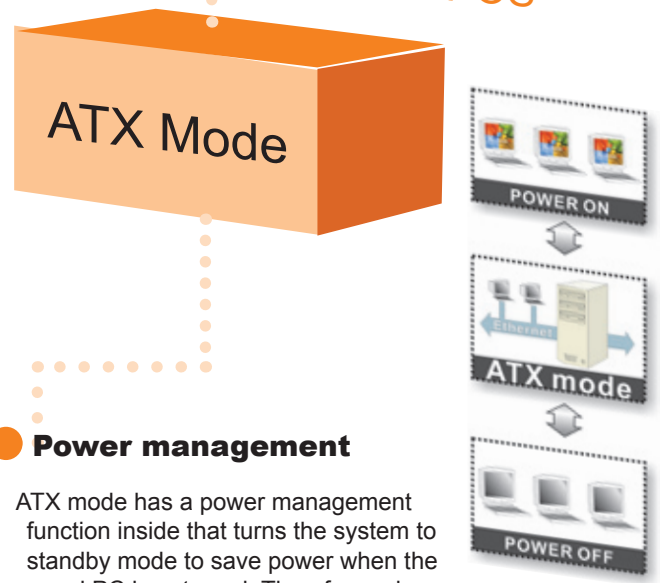 ATX Mode
POWER ON
Ethernet
ATX mode
POWER OFF
Power management
ATX mode has a power management
function inside that turns the system to
standby mode to save power when the